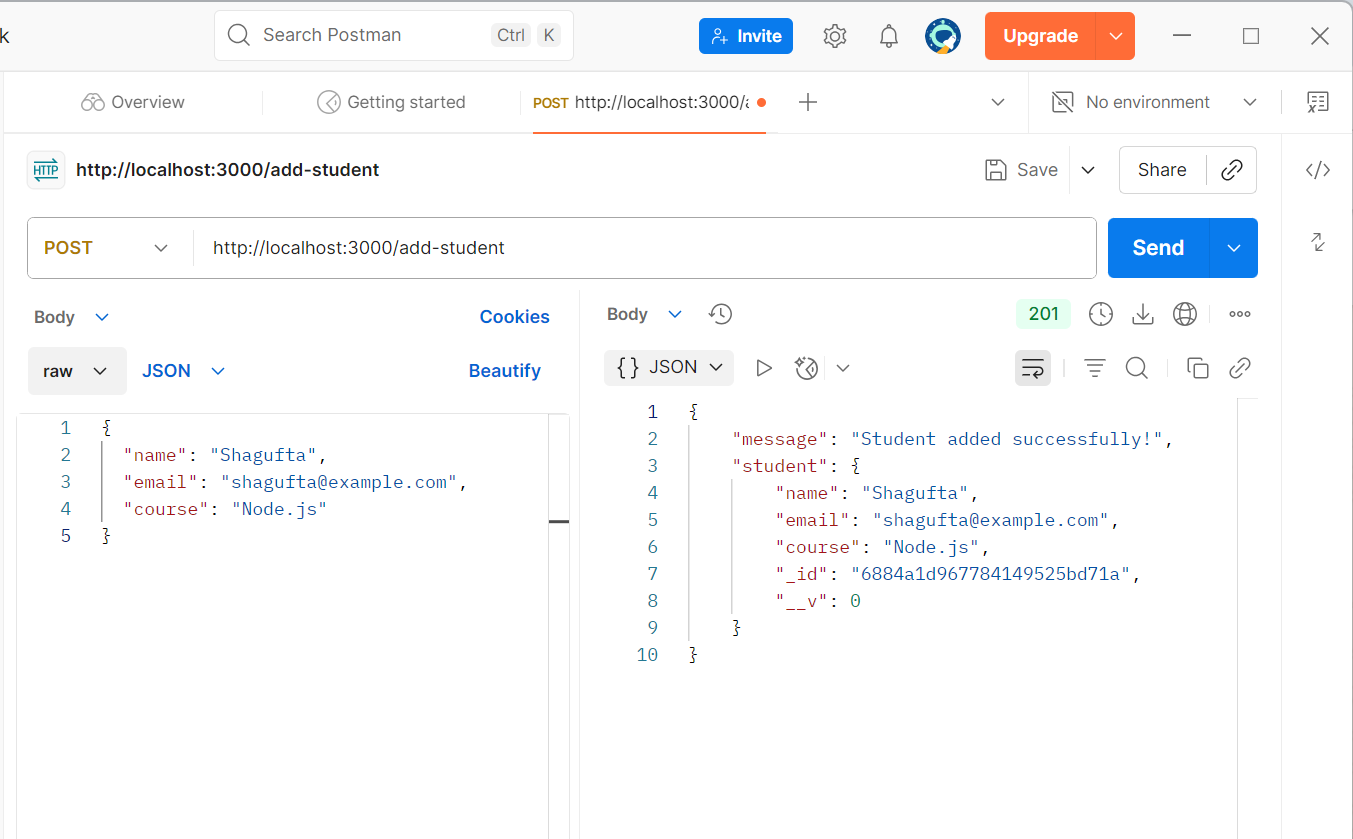 k
Search Postman Ctrl K Invite Upgrade
Overview Getting started POST http://localhost:3000/a No environment
HTTP http://localhost:3000/add-student Save Share
POST http://localhost:3000/add-student Send
Body Cookies
raw JSON Beautify
1 {
2 "name": "Shagufta",
3 "email": "shagufta@example.com",
4 "course": "Node.js"
5 }
Body 201
{} JSON
1 {
2 "message": "Student added successfully!",
3 "student": {
4 "name": "Shagufta",
5 "email": "shagufta@example.com",
6 "course": "Node.js",
7 "_id": "6884a1d967784149525bd71a",
8 "__v": 0
9 }
10 }